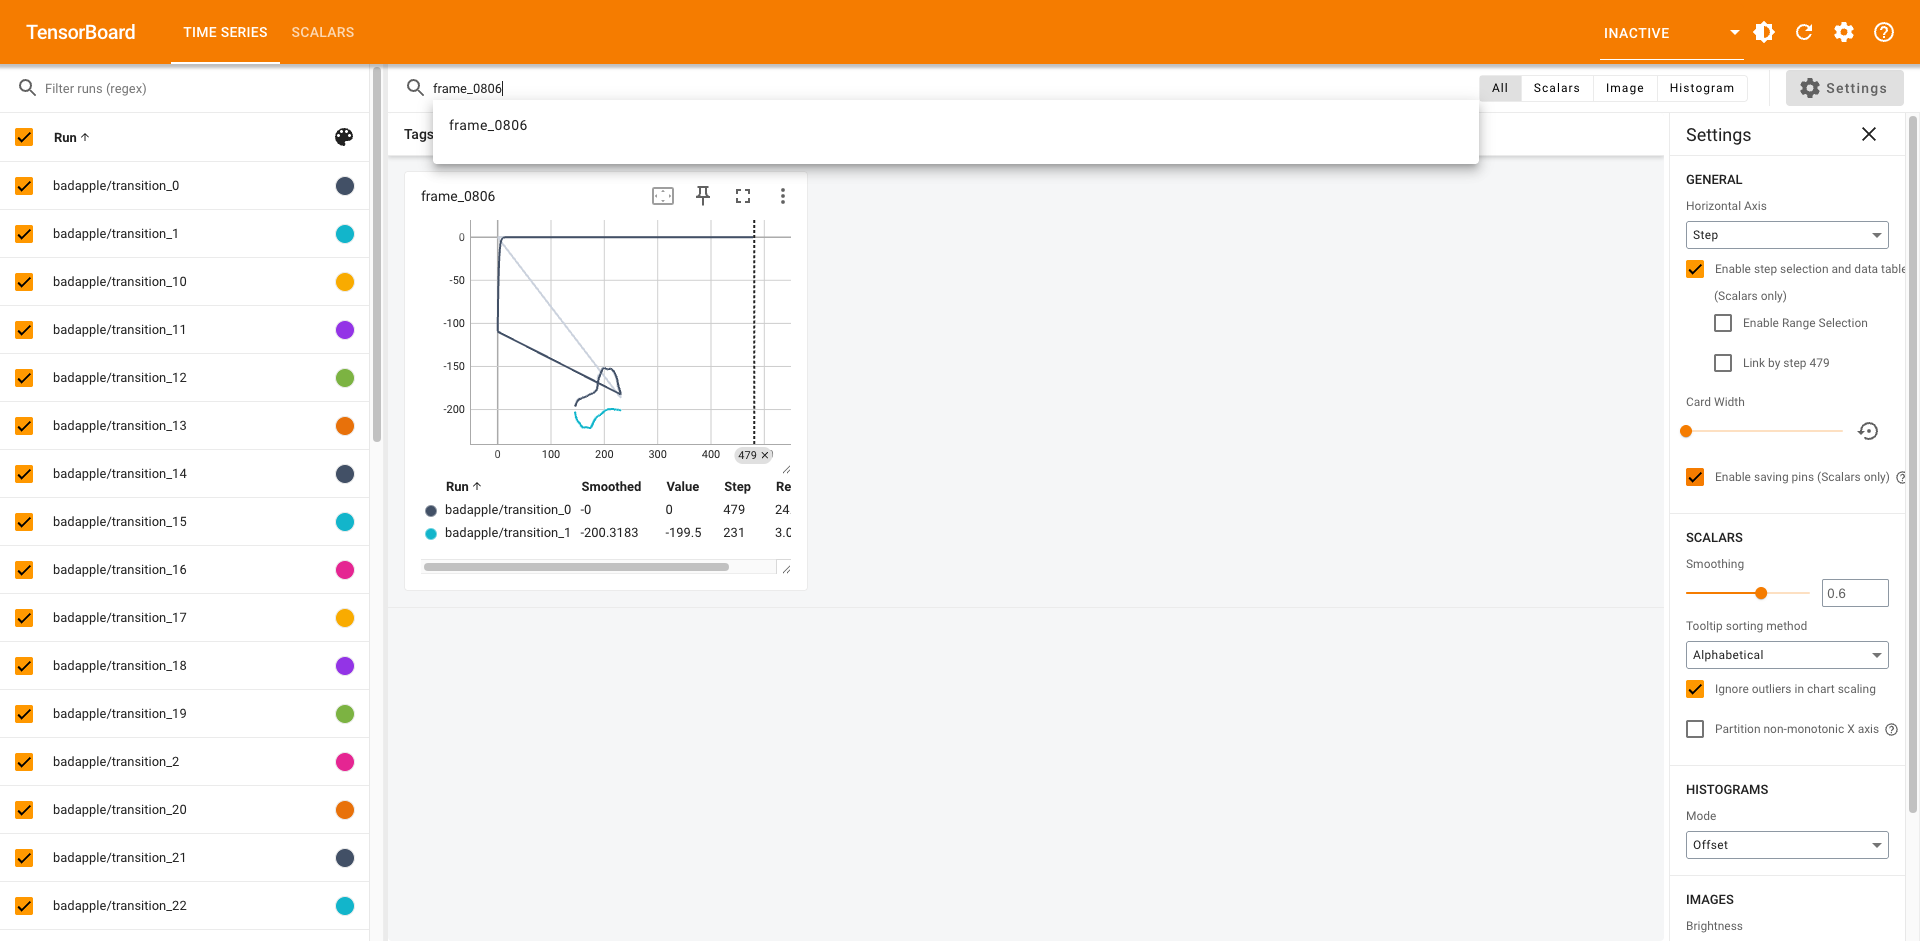 TensorBoard
TIME SERIES
SCALARS
INACTIVE
Filter runs (regex)
Run
badapple/transition_0
badapple/transition_1
badapple/transition_10
badapple/transition_11
badapple/transition_12
badapple/transition_13
badapple/transition_14
badapple/transition_15
badapple/transition_16
badapple/transition_17
badapple/transition_18
badapple/transition_19
badapple/transition_2
badapple/transition_20
badapple/transition_21
badapple/transition_22
frame_0806
All Scalars Image Histogram
Settings
frame_0806
Tags
frame_0806
0
-50
-100
-150
-200
0 100 200 300 400 479
Run Smoothed Value Step Re
badapple/transition_0 -0 0 479 24
badapple/transition_1 -200.3183 -199.5 231 3.0
Settings
GENERAL
Horizontal Axis
Step
Enable step selection and data table
(Scalars only)
Enable Range Selection
Link by step 479
Card Width
Enable saving pins (Scalars only)
SCALARS
Smoothing
0.6
Tooltip sorting method
Alphabetical
Ignore outliers in chart scaling
Partition non-monotonic X axis
HISTOGRAMS
Mode
Offset
IMAGES
Brightness